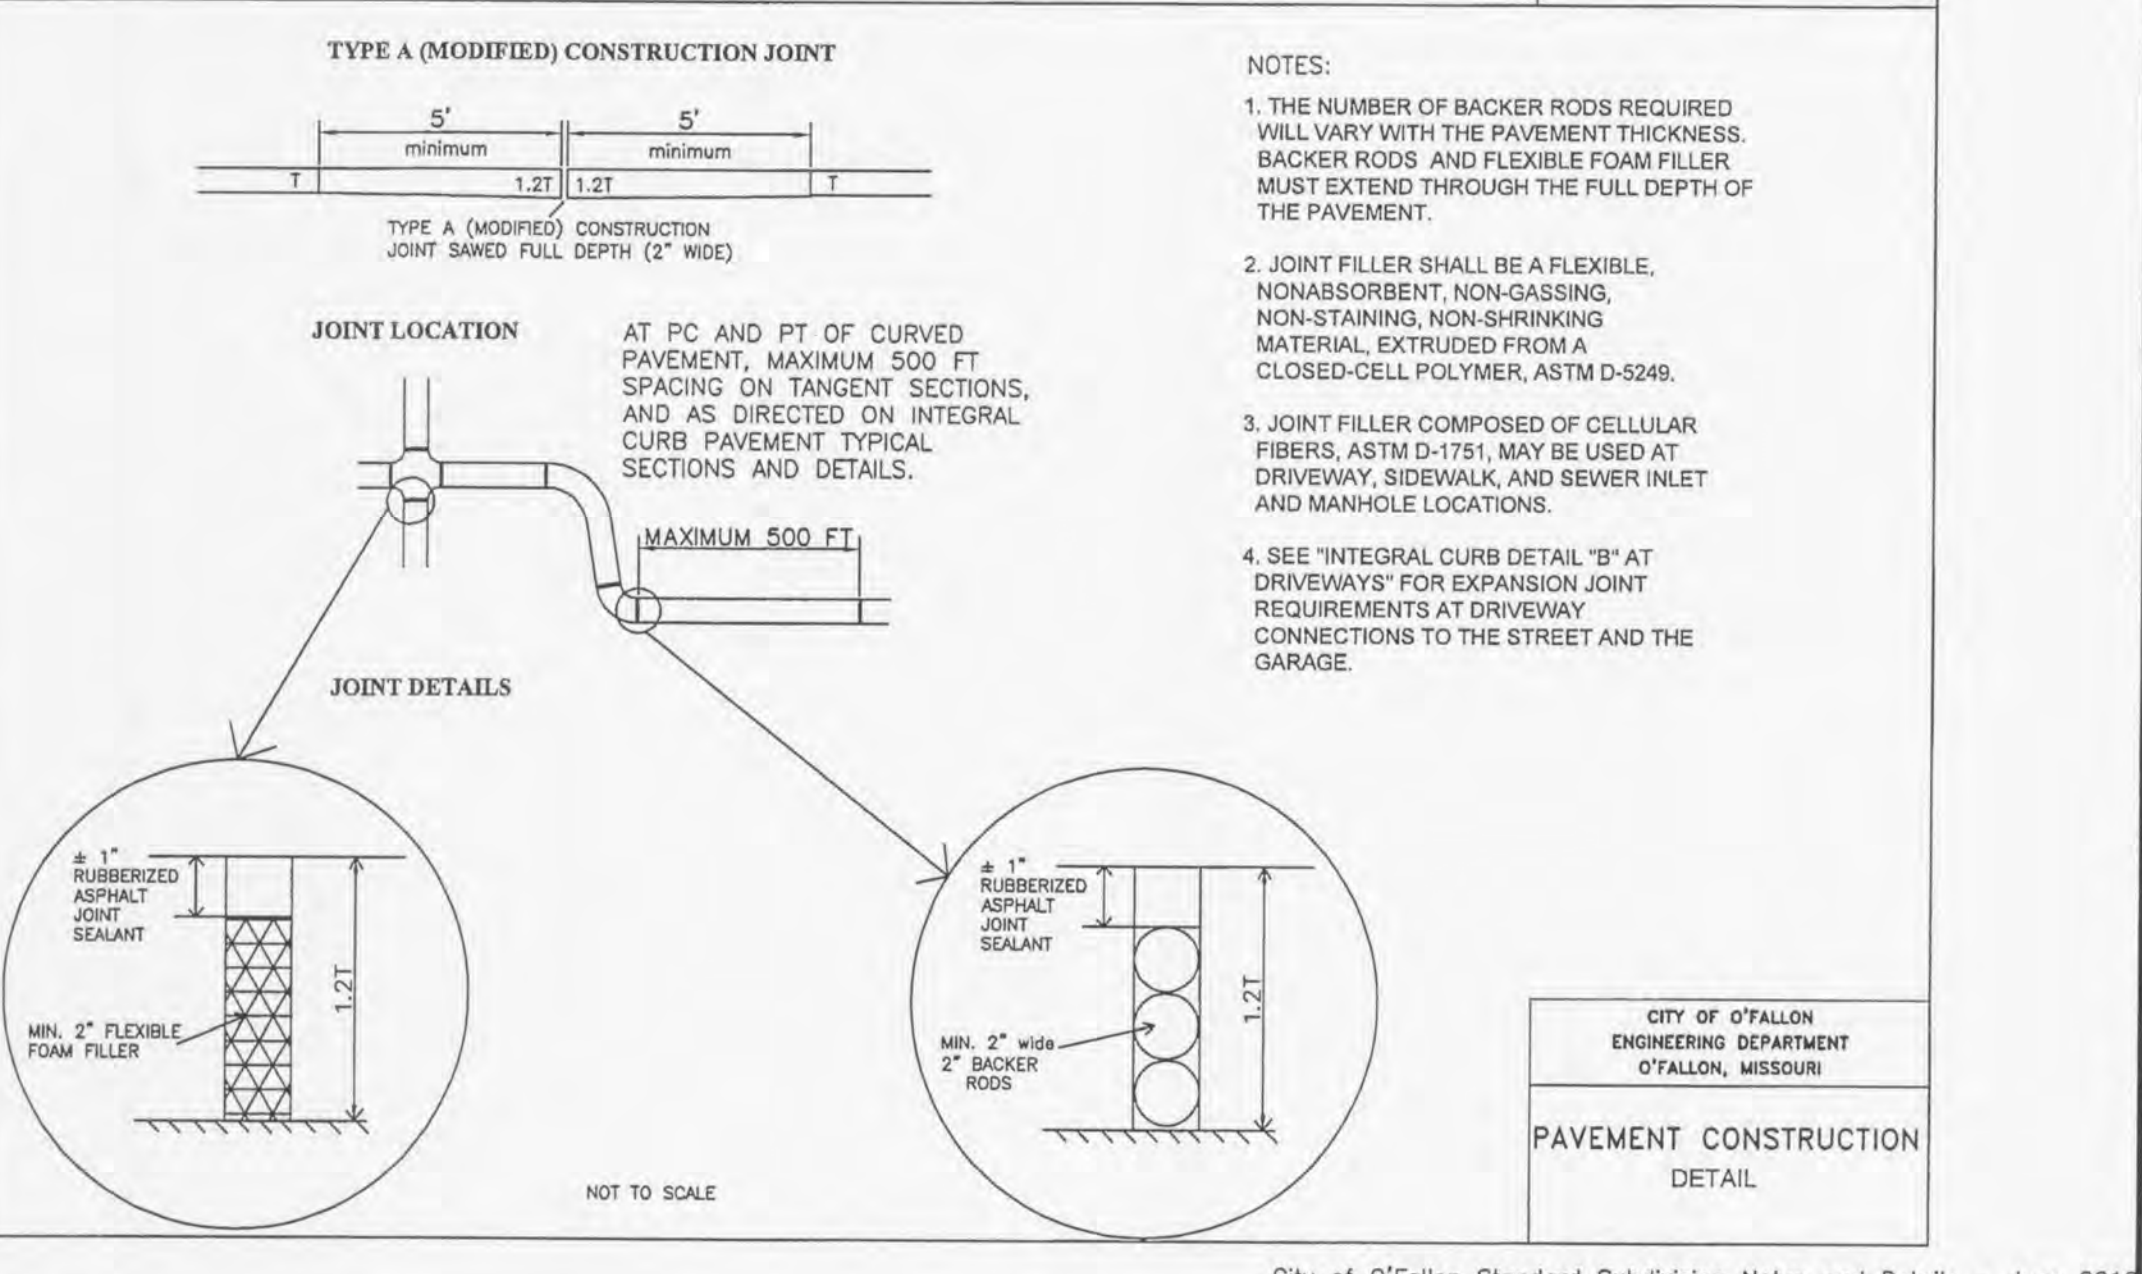 TYPE A (MODIFIED) CONSTRUCTION JOINT
5'
minimum
5'
minimum
T
1.2T
1.2T
T
TYPE A (MODIFIED) CONSTRUCTION
JOINT SAWED FULL DEPTH (2" WIDE)
JOINT LOCATION
AT PC AND PT OF CURVED
PAVEMENT, MAXIMUM 500 FT
SPACING ON TANGENT SECTIONS,
AND AS DIRECTED ON INTEGRAL
CURB PAVEMENT TYPICAL
SECTIONS AND DETAILS.
MAXIMUM 500 FT
JOINT DETAILS
± 1"
RUBBERIZED
ASPHALT
JOINT
SEALANT
MIN. 2" FLEXIBLE
FOAM FILLER
1.2T
± 1"
RUBBERIZED
ASPHALT
JOINT
SEALANT
MIN. 2" wide
2" BACKER
RODS
1.2T
NOT TO SCALE
NOTES:
1. THE NUMBER OF BACKER RODS REQUIRED
WILL VARY WITH THE PAVEMENT THICKNESS.
BACKER RODS AND FLEXIBLE FOAM FILLER
MUST EXTEND THROUGH THE FULL DEPTH OF
THE PAVEMENT.
2. JOINT FILLER SHALL BE A FLEXIBLE,
NONABSORBENT, NON-GASSING,
NON-STAINING, NON-SHRINKING
MATERIAL, EXTRUDED FROM A
CLOSED-CELL POLYMER, ASTM D-5249.
3. JOINT FILLER COMPOSED OF CELLULAR
FIBERS, ASTM D-1751, MAY BE USED AT
DRIVEWAY, SIDEWALK, AND SEWER INLET
AND MANHOLE LOCATIONS.
4. SEE "INTEGRAL CURB DETAIL "B" AT
DRIVEWAYS" FOR EXPANSION JOINT
REQUIREMENTS AT DRIVEWAY
CONNECTIONS TO THE STREET AND THE
GARAGE.
CITY OF O'FALLON
ENGINEERING DEPARTMENT
O'FALLON, MISSOURI
PAVEMENT CONSTRUCTION
DETAIL
City of O'Fallon Standard Subdivision Notes and Details